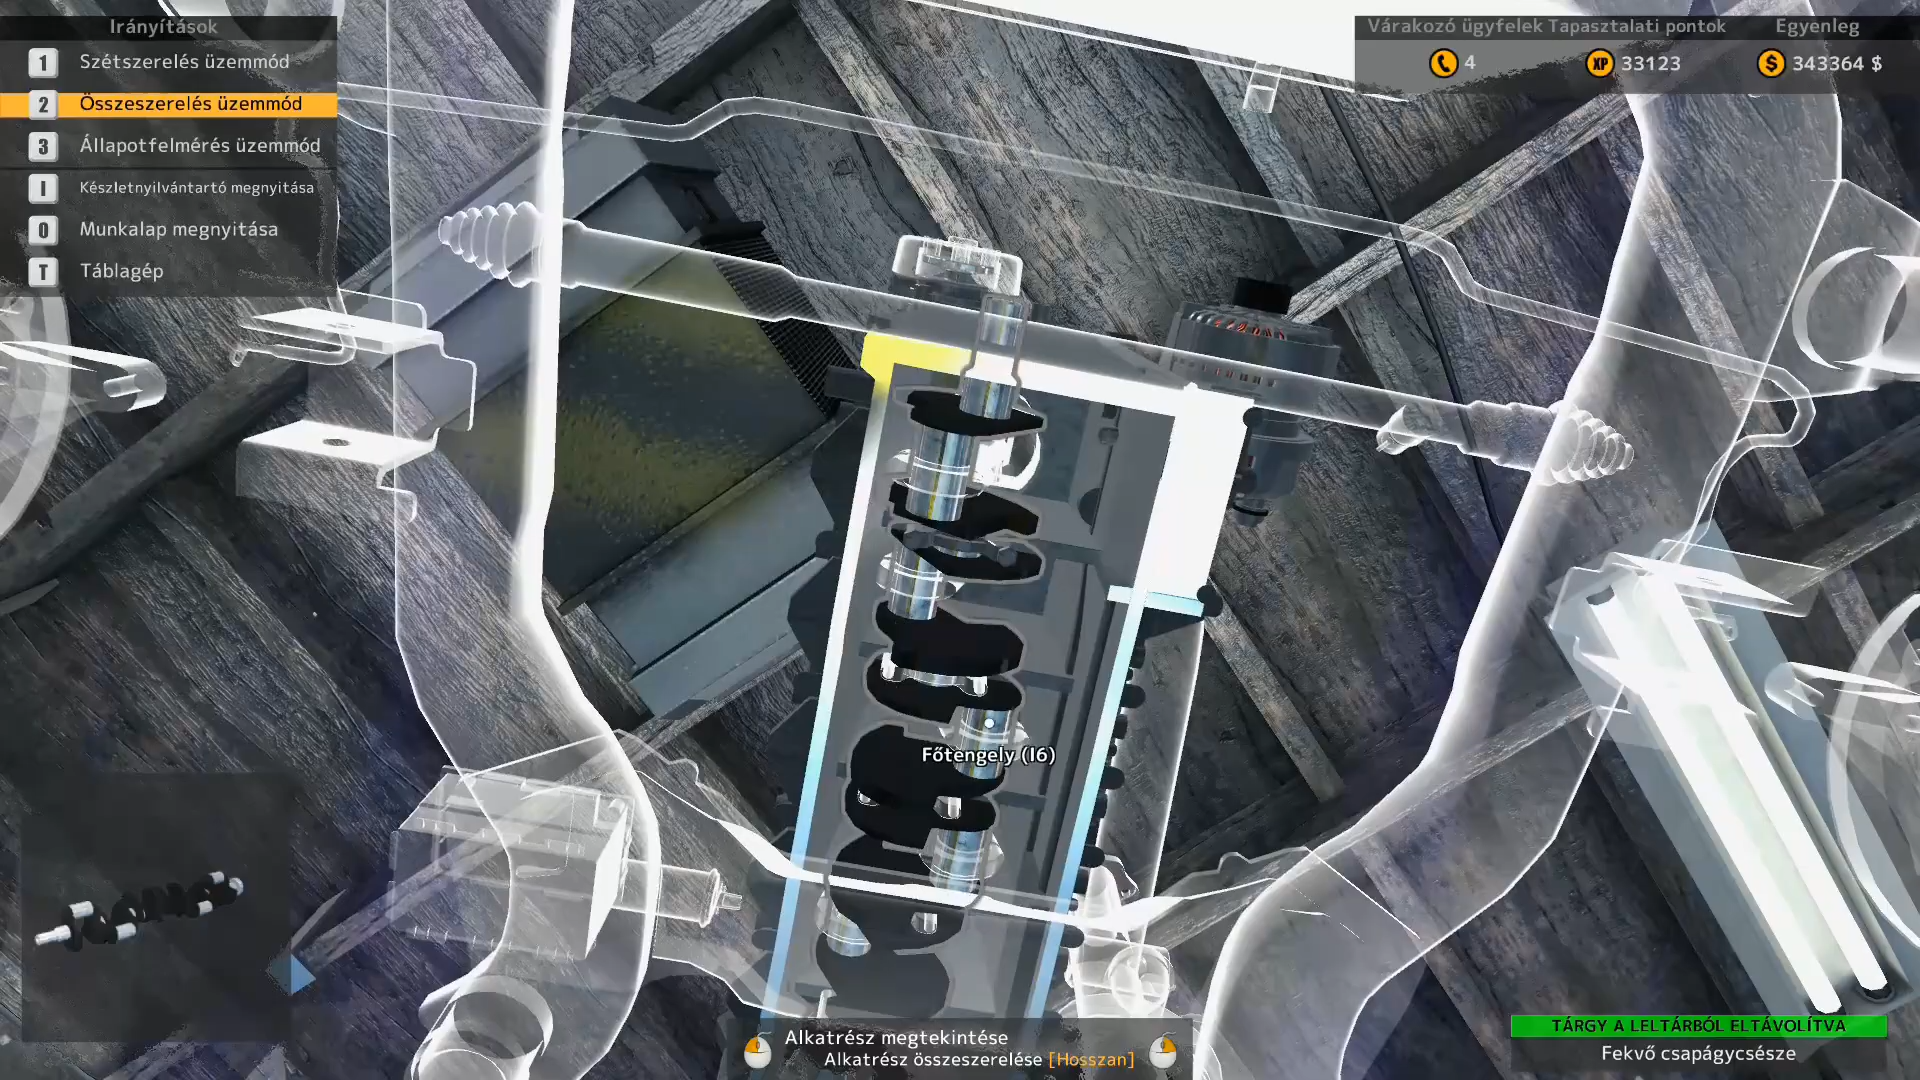 Irányítások
1 Szétszerelés üzemmód
2 Összeszerelés üzemmód
3 Állapotfelmérés üzemmód
I Készletnyilvántartó megnyitása
O Munkalap megnyitása
T Táblagép
Várakozó ügyfelek Tapasztalati pontok Egyenleg
4 XP 33123 $ 343364 $
Főtengely (I6)
Alkatrész megtekintése
Alkatrész összeszerelése [Hosszan]
TÁRGY A LELTÁRBÓL ELTÁVOLÍTVA
Fekvő csapágycsésze